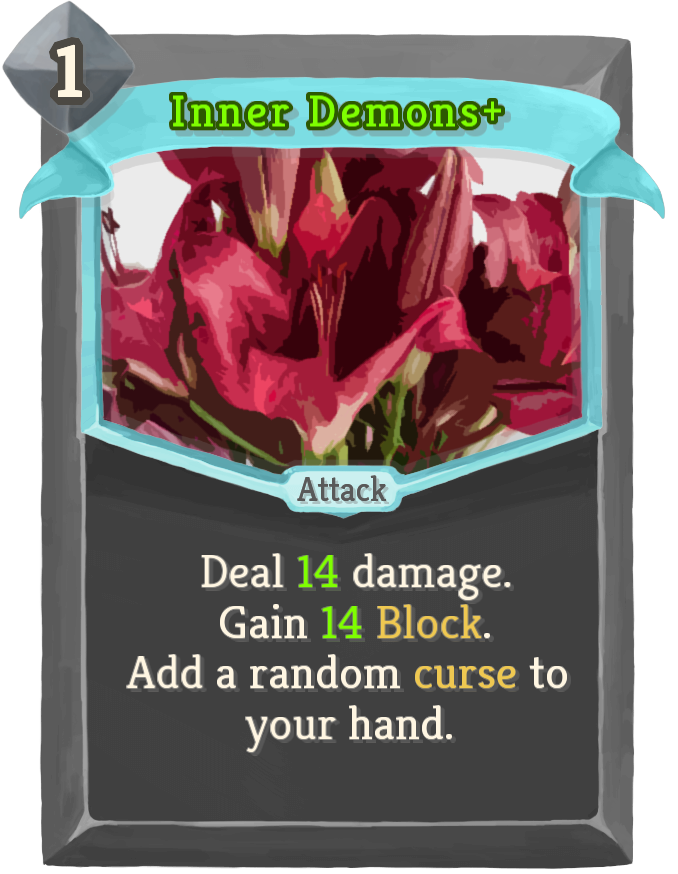 1
Inner Demons+
Attack
Deal 14 damage.
Gain 14 Block.
Add a random curse to
your hand.